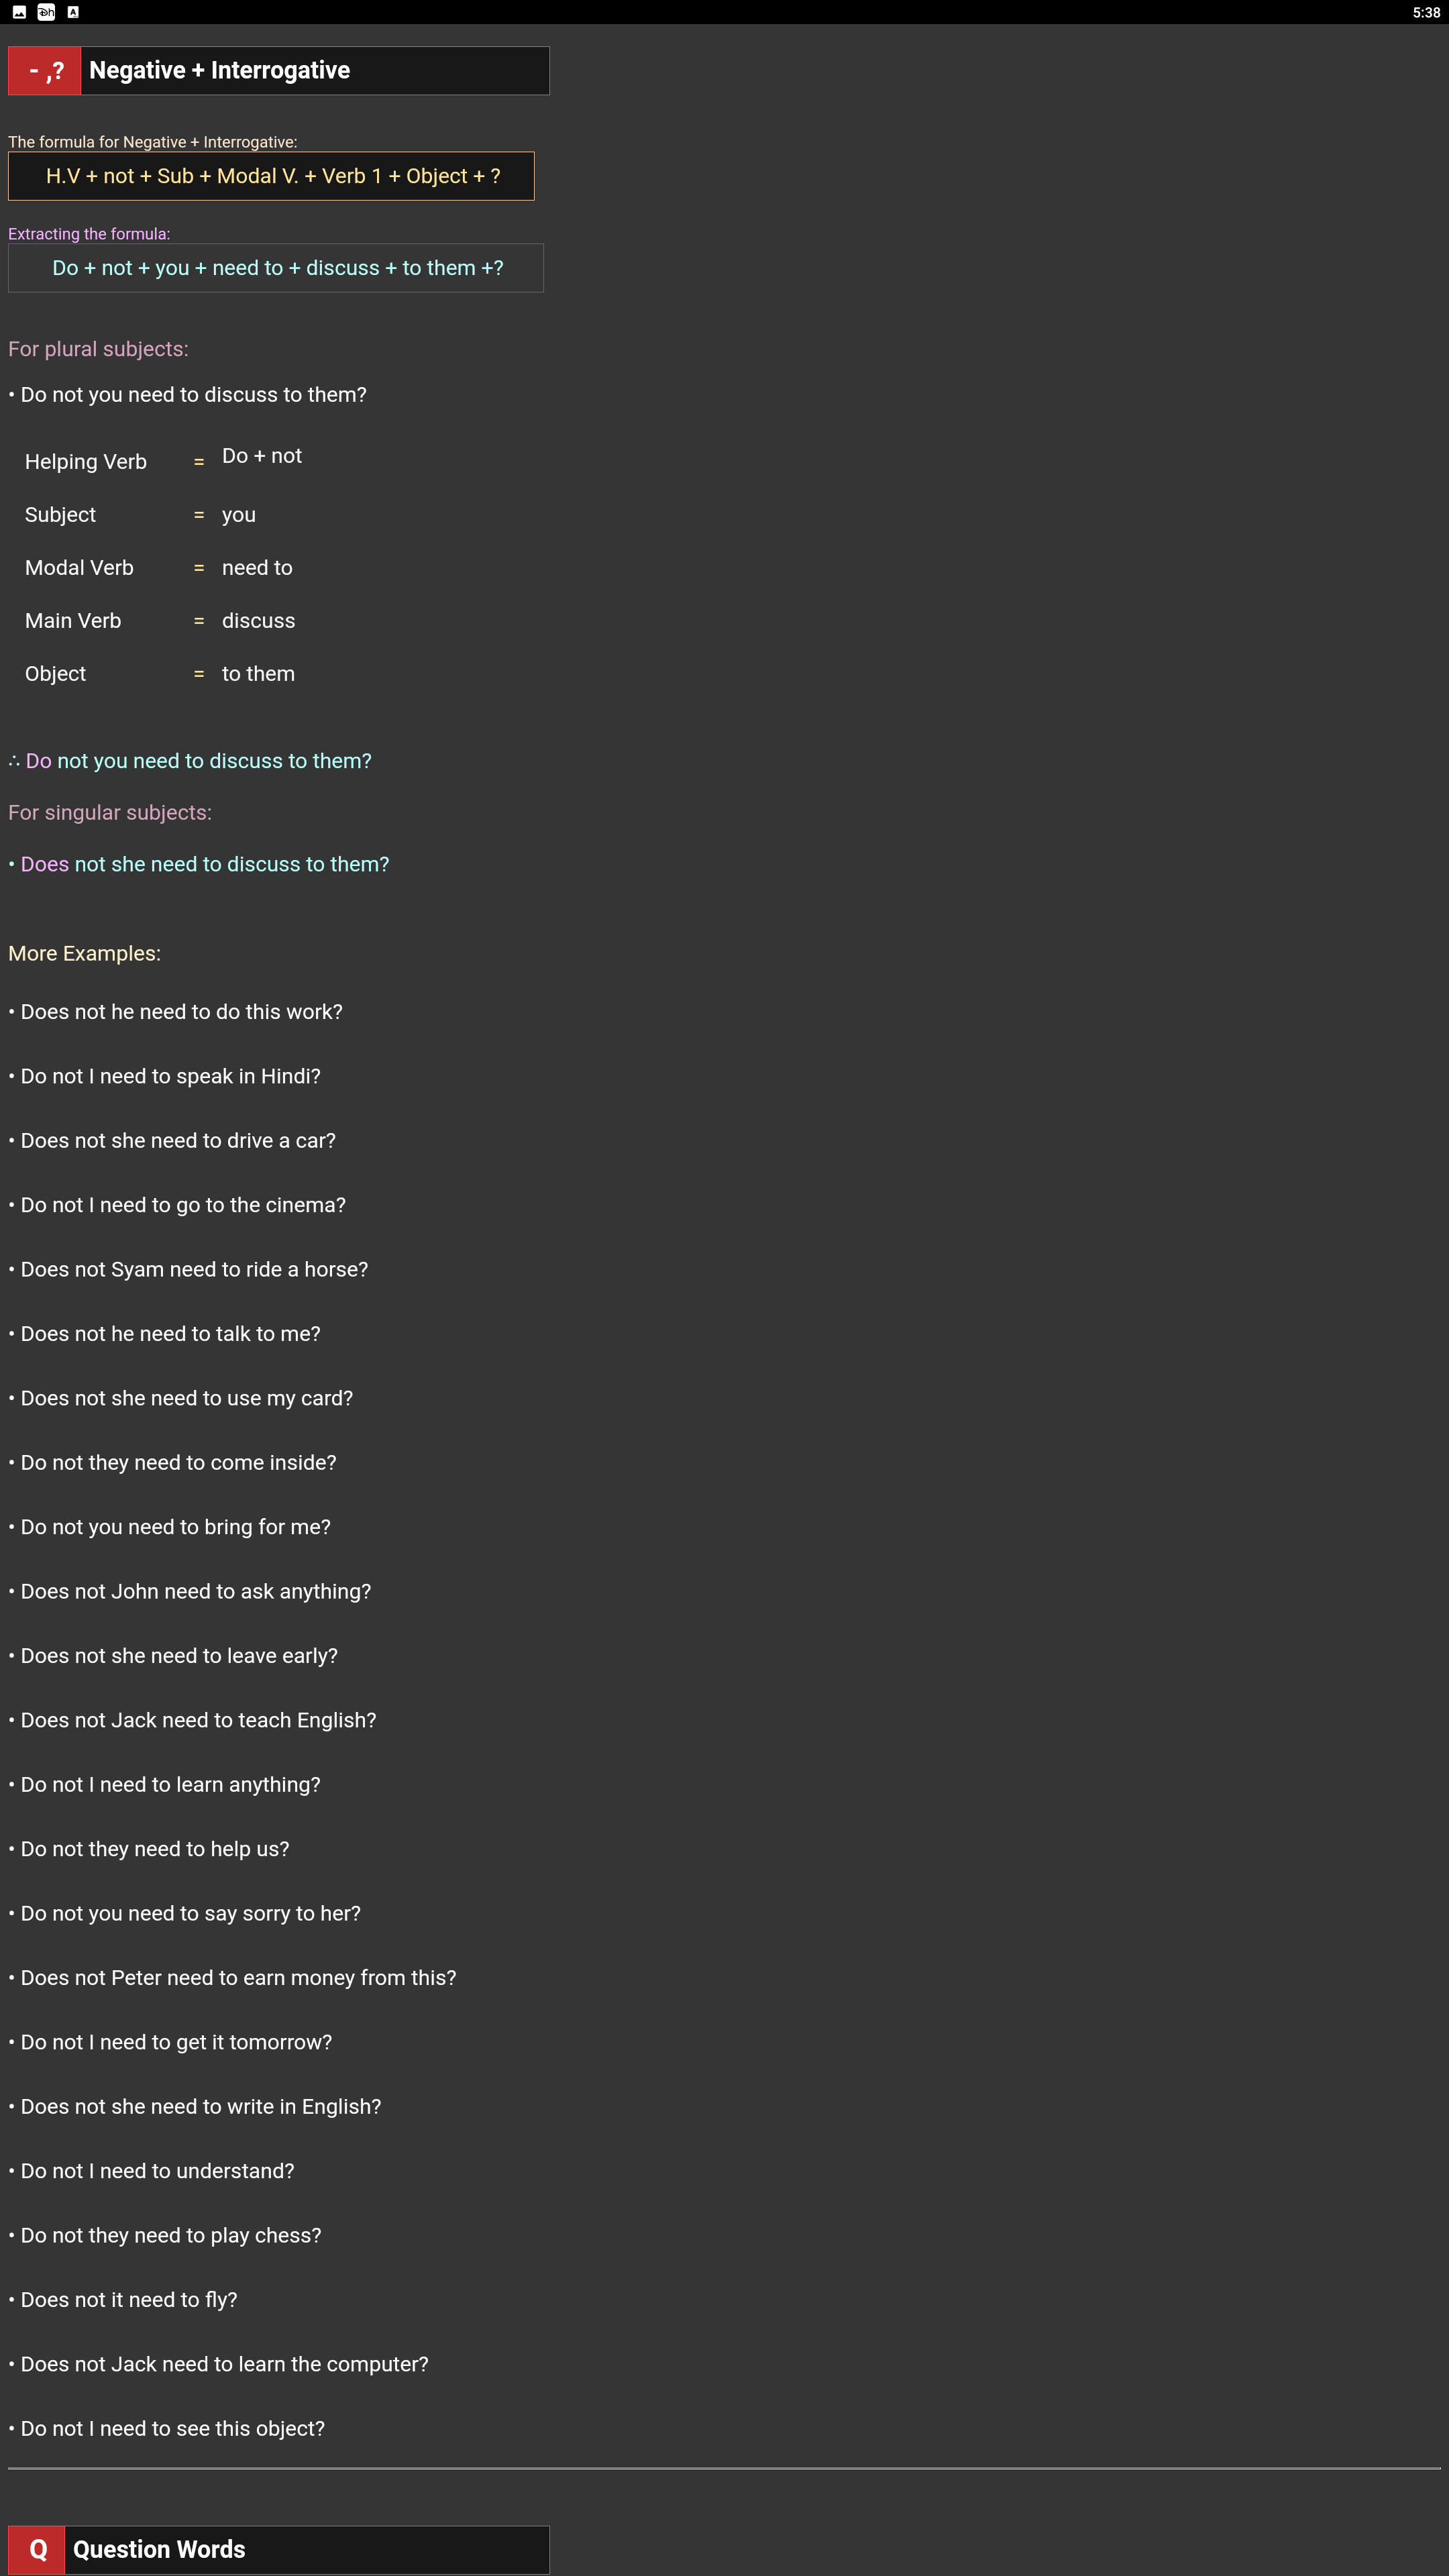 5:38
- ,? Negative + Interrogative
The formula for Negative + Interrogative:
H.V + not + Sub + Modal V. + Verb 1 + Object + ?
Extracting the formula:
Do + not + you + need to + discuss + to them +?
For plural subjects:
• Do not you need to discuss to them?
Helping Verb = Do + not
Subject = you
Modal Verb = need to
Main Verb = discuss
Object = to them
∴ Do not you need to discuss to them?
For singular subjects:
• Does not she need to discuss to them?
More Examples:
• Does not he need to do this work?
• Do not I need to speak in Hindi?
• Does not she need to drive a car?
• Do not I need to go to the cinema?
• Does not Syam need to ride a horse?
• Does not he need to talk to me?
• Does not she need to use my card?
• Do not they need to come inside?
• Do not you need to bring for me?
• Does not John need to ask anything?
• Does not she need to leave early?
• Does not Jack need to teach English?
• Do not I need to learn anything?
• Do not they need to help us?
• Do not you need to say sorry to her?
• Does not Peter need to earn money from this?
• Do not I need to get it tomorrow?
• Does not she need to write in English?
• Do not I need to understand?
• Do not they need to play chess?
• Does not it need to fly?
• Does not Jack need to learn the computer?
• Do not I need to see this object?
Q Question Words